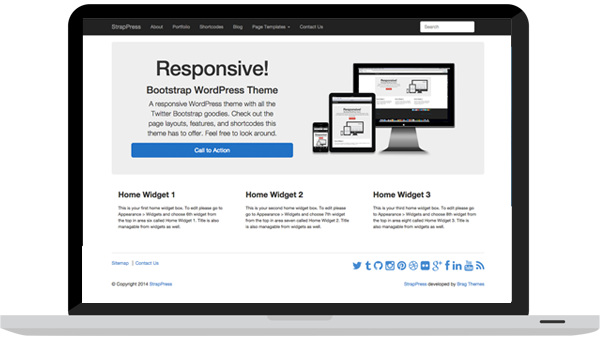 StrapPress About Portfolio Shortcodes Blog Page Templates Contact Us Search
Responsive!
Bootstrap WordPress Theme
A responsive WordPress theme with all the
Twitter Bootstrap goodies. Check out the
page layouts, features, and shortcodes this
theme has to offer. Feel free to look around.
Call to Action
Home Widget 1
This is your first home widget box. To edit please go to
Appearance > Widgets and choose 6th widget from
the top in area six called Home Widget 1. Title is also
managable from widgets as well.
Home Widget 2
This is your second home widget box. To edit please
go to Appearance > Widgets and choose 7th widget
from the top in area seven called Home Widget 2. Title
is also managable from widgets as well.
Home Widget 3
This is your third home widget box. To edit please go
to Appearance > Widgets and choose 8th widget from
the top in area eight called Home Widget 3. Title is
also managable from widgets as well.
Sitemap | Contact Us
© Copyright 2014 StrapPress
StrapPress developed by Brag Themes